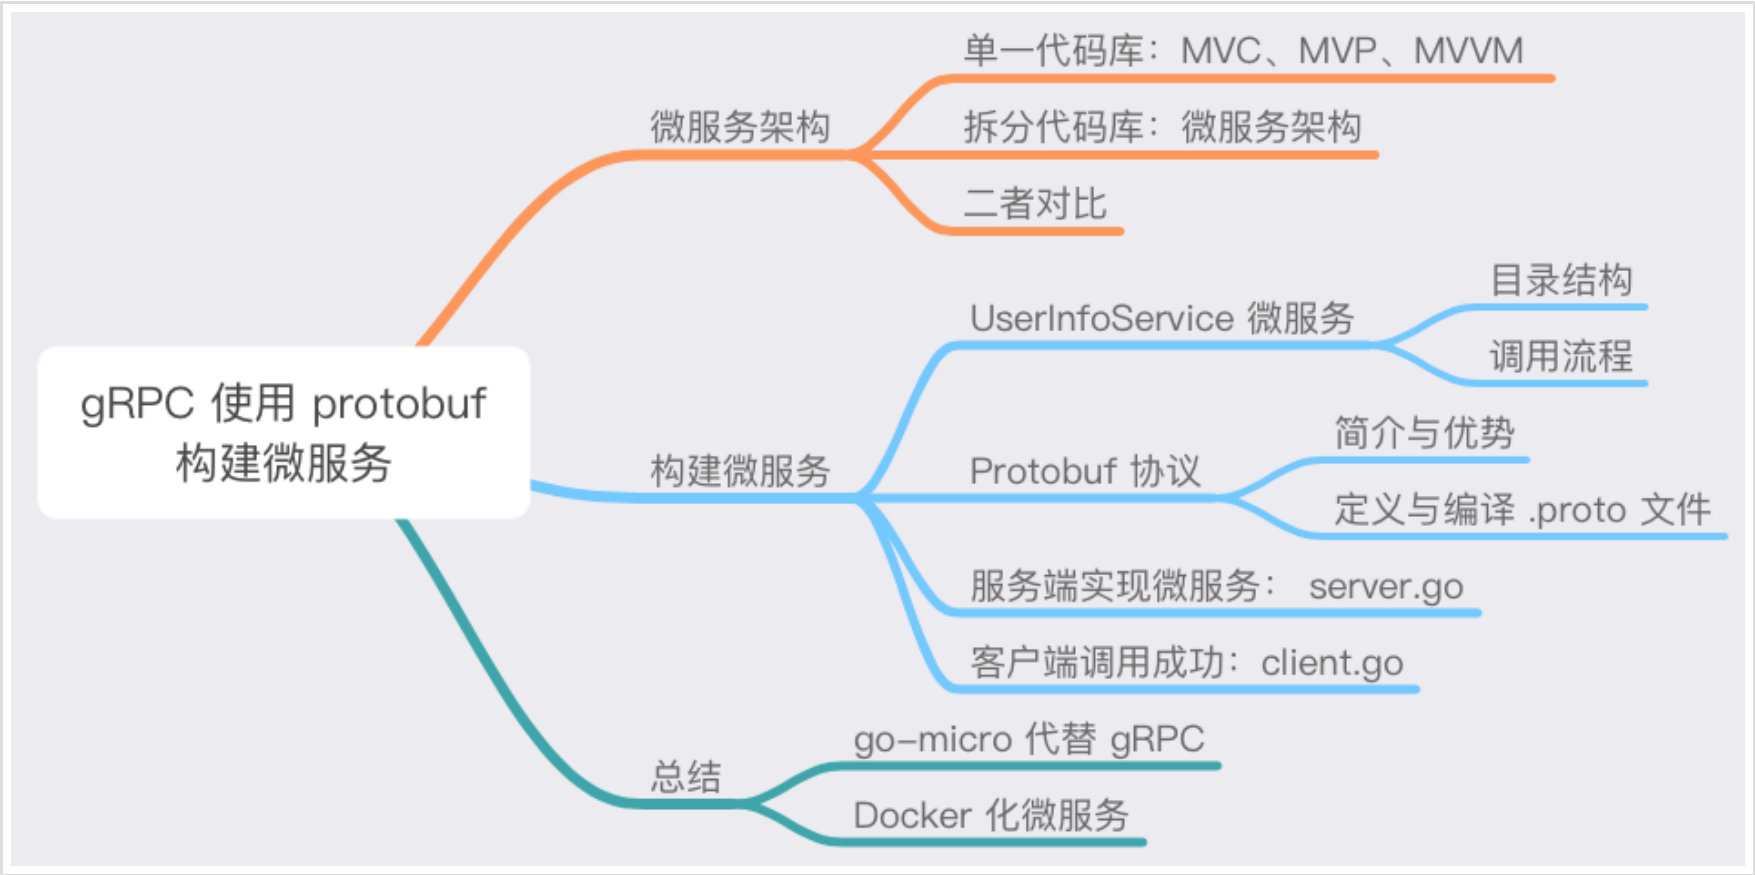 gRPC 使用 protobuf
构建微服务
微服务架构
单一代码库：MVC、MVP、MVVM
拆分代码库：微服务架构
二者对比
构建微服务
UserInfoService 微服务
目录结构
调用流程
Protobuf 协议
简介与优势
定义与编译 .proto 文件
服务端实现微服务： server.go
客户端调用成功：client.go
总结
go-micro 代替 gRPC
Docker 化微服务